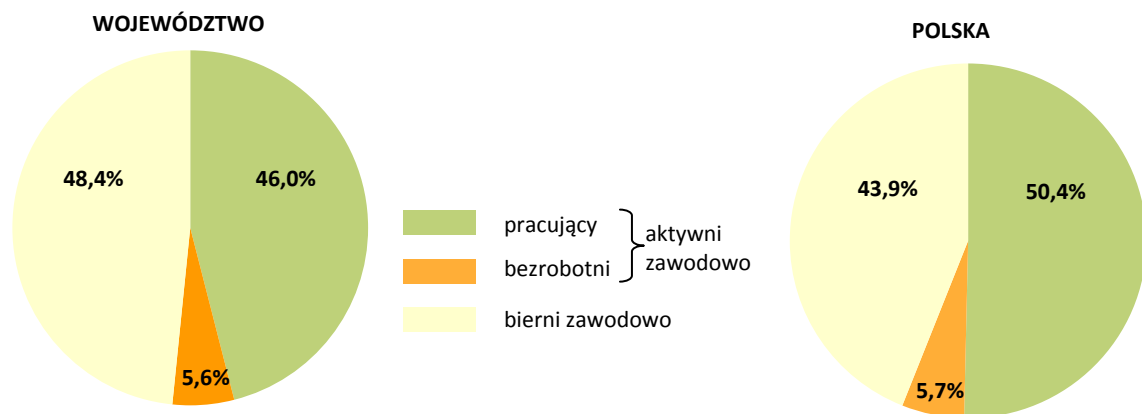 WOJEWÓDZTWO
48,4%
46,0%
5,6%
pracujący
bezrobotni
aktywni
zawodowo
bierni zawodowo
POLSKA
43,9%
50,4%
5,7%